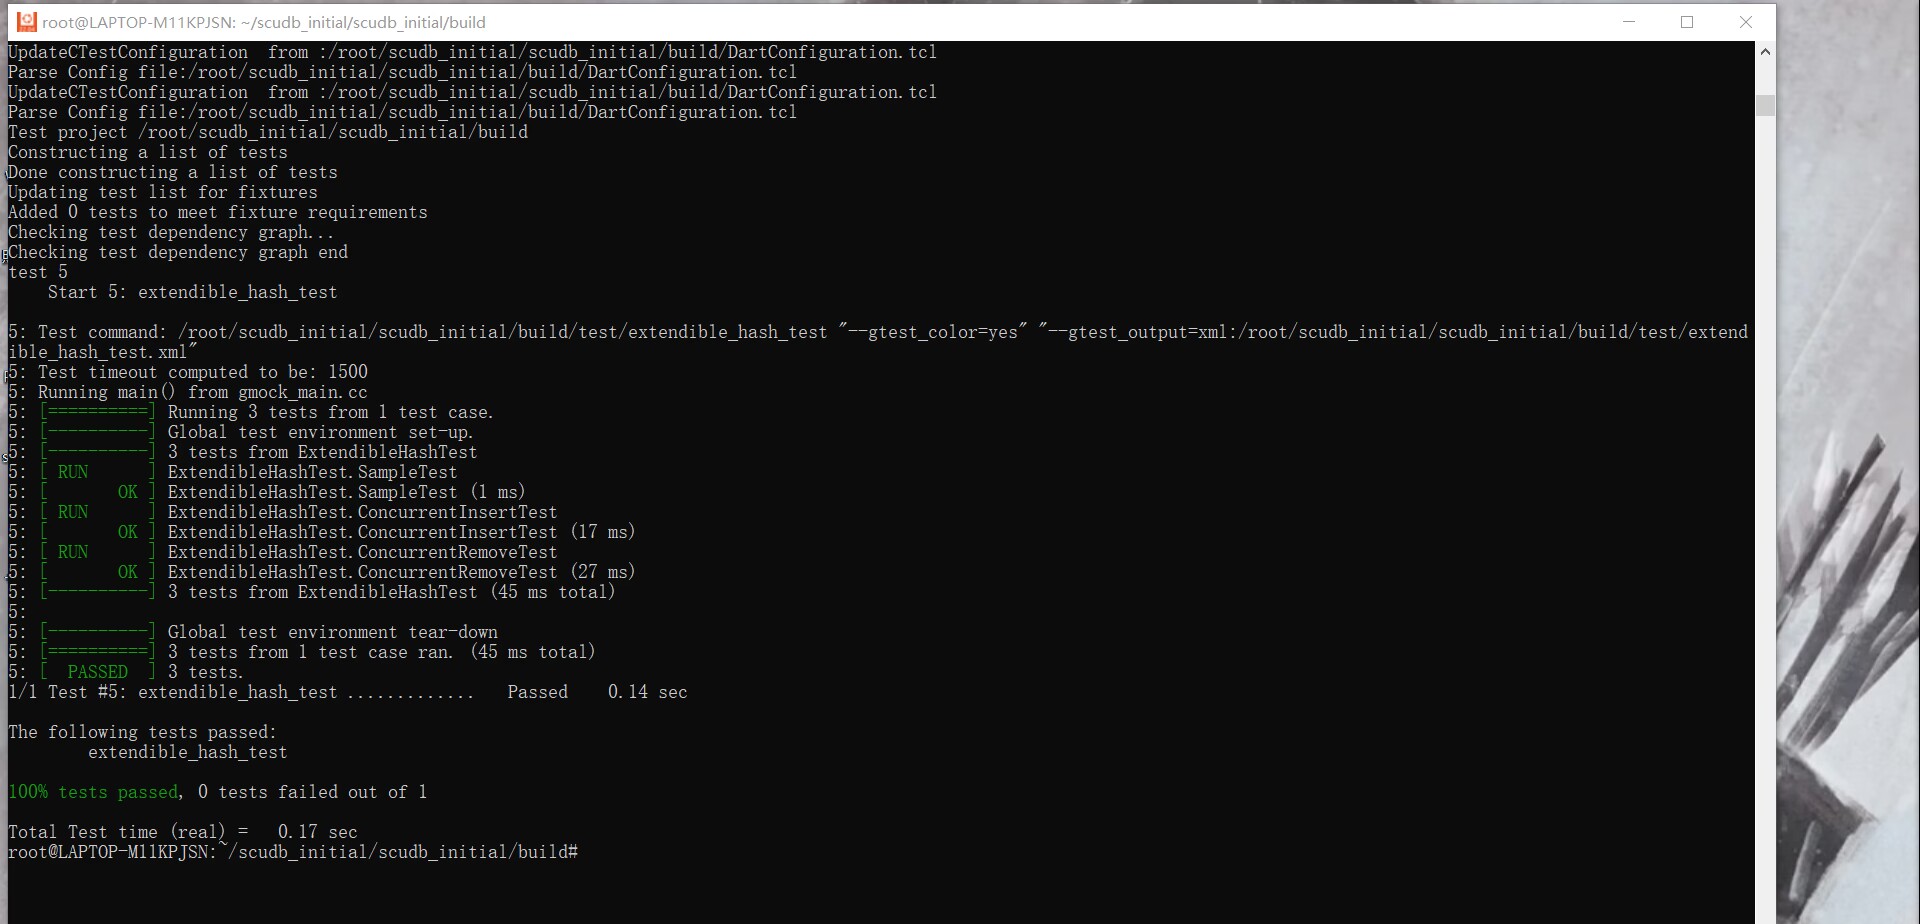 root@LAPTOP-M11KPJSN: ~/scudb_initial/scudb_initial/build
UpdateCTestConfiguration  from :/root/scudb_initial/scudb_initial/build/DartConfiguration.tcl
Parse Config file:/root/scudb_initial/scudb_initial/build/DartConfiguration.tcl
UpdateCTestConfiguration  from :/root/scudb_initial/scudb_initial/build/DartConfiguration.tcl
Parse Config file:/root/scudb_initial/scudb_initial/build/DartConfiguration.tcl
Test project /root/scudb_initial/scudb_initial/build
Constructing a list of tests
Done constructing a list of tests
Updating test list for fixtures
Added 0 tests to meet fixture requirements
Checking test dependency graph...
Checking test dependency graph end
test 5
    Start 5: extendible_hash_test
5: Test command: /root/scudb_initial/scudb_initial/build/test/extendible_hash_test "--gtest_color=yes" "--gtest_output=xml:/root/scudb_initial/scudb_initial/build/test/extend
ible_hash_test.xml"
5: Test timeout computed to be: 1500
5: Running main() from gmock_main.cc
5: [==========] Running 3 tests from 1 test case.
5: [----------] Global test environment set-up.
5: [----------] 3 tests from ExtendibleHashTest
5: [ RUN      ] ExtendibleHashTest.SampleTest
5: [       OK ] ExtendibleHashTest.SampleTest (1 ms)
5: [ RUN      ] ExtendibleHashTest.ConcurrentInsertTest
5: [       OK ] ExtendibleHashTest.ConcurrentInsertTest (17 ms)
5: [ RUN      ] ExtendibleHashTest.ConcurrentRemoveTest
5: [       OK ] ExtendibleHashTest.ConcurrentRemoveTest (27 ms)
5: [----------] 3 tests from ExtendibleHashTest (45 ms total)
5:
5: [----------] Global test environment tear-down
5: [==========] 3 tests from 1 test case ran. (45 ms total)
5: [  PASSED  ] 3 tests.
1/1 Test #5: extendible_hash_test .............   Passed    0.14 sec
The following tests passed:
        extendible_hash_test
100% tests passed, 0 tests failed out of 1
Total Test time (real) =   0.17 sec
root@LAPTOP-M11KPJSN:~/scudb_initial/scudb_initial/build#